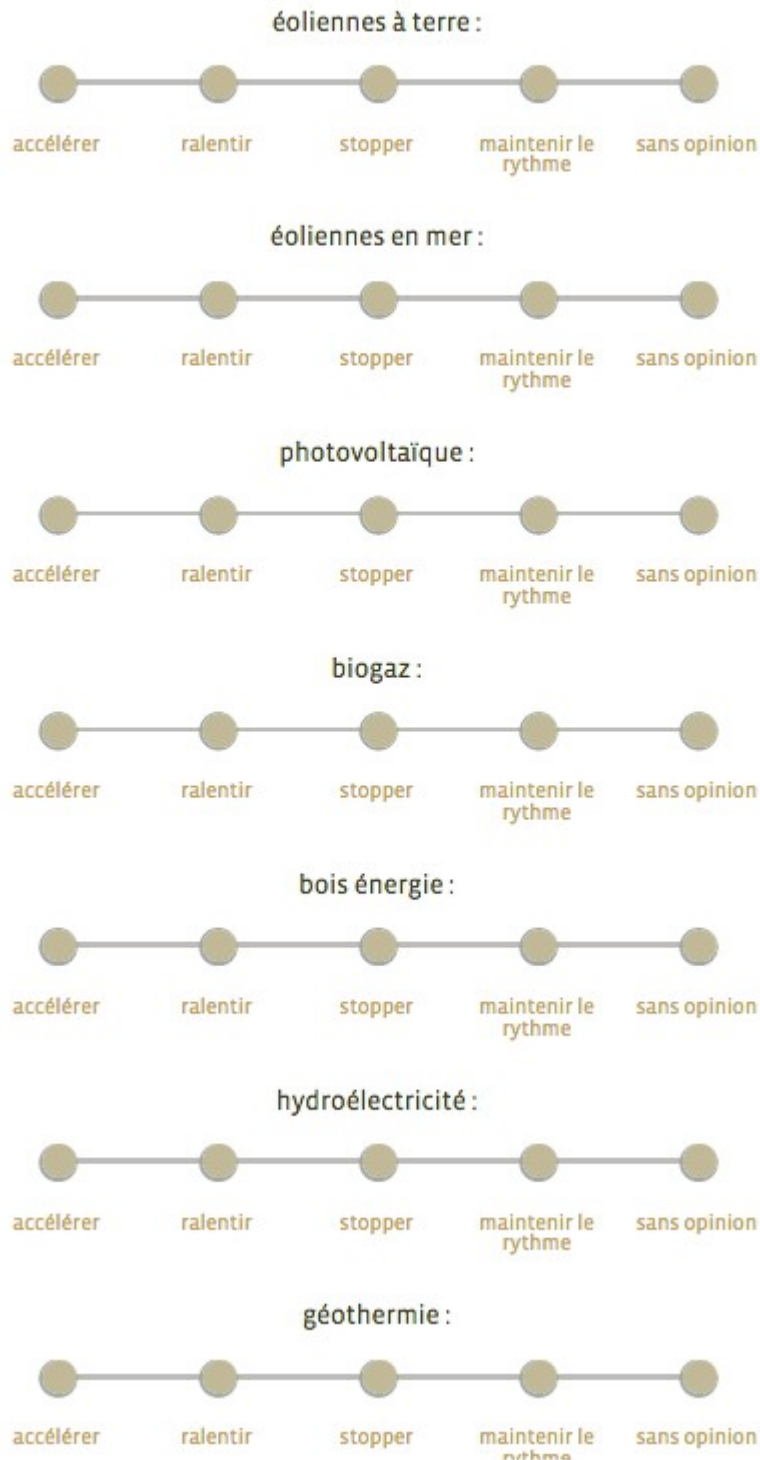 éoliennes à terre :
accélérer ralentir stopper maintenir le rythme sans opinion
éoliennes en mer :
accélérer ralentir stopper maintenir le rythme sans opinion
photovoltaïque :
accélérer ralentir stopper maintenir le rythme sans opinion
biogaz :
accélérer ralentir stopper maintenir le rythme sans opinion
bois énergie :
accélérer ralentir stopper maintenir le rythme sans opinion
hydroélectricité :
accélérer ralentir stopper maintenir le rythme sans opinion
géothermie :
accélérer ralentir stopper maintenir le rythme sans opinion